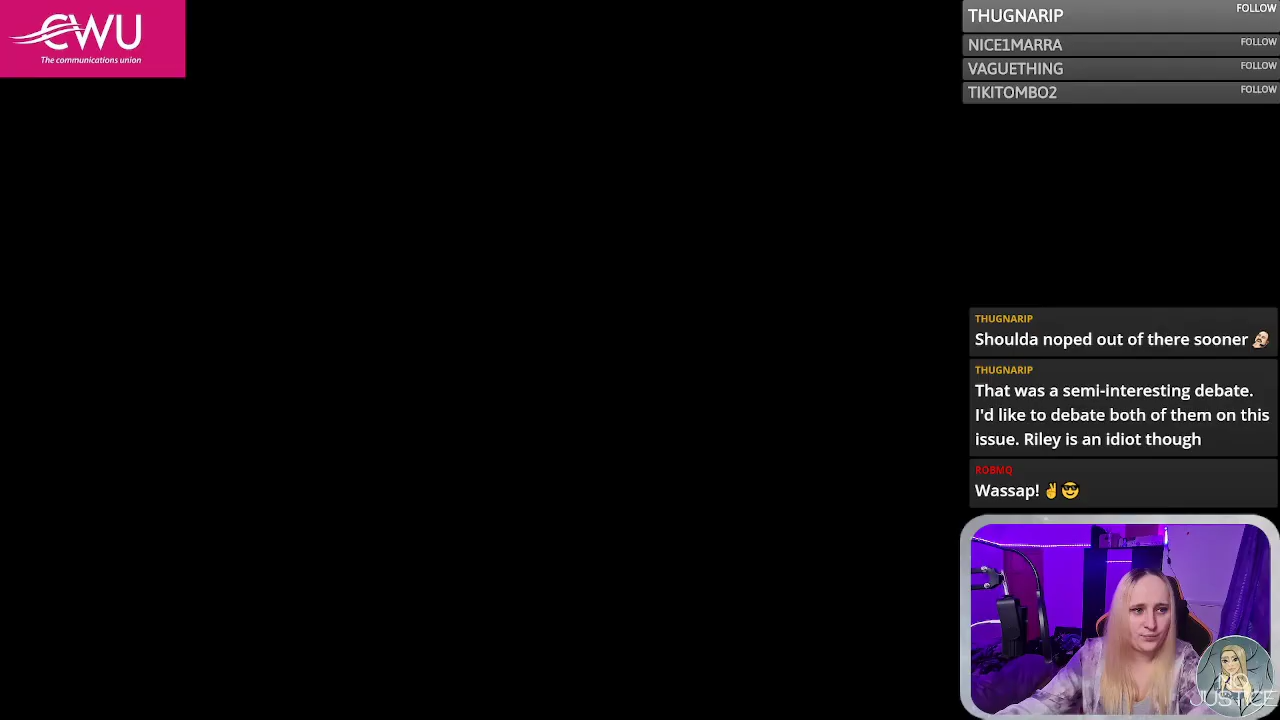 CWU
The communications union
THUGNARIP FOLLOW
NICE1MARRA FOLLOW
VAGUETHING FOLLOW
TIKITOMBO2 FOLLOW
THUGNARIP
Shoulda noped out of there sooner
THUGNARIP
That was a semi-interesting debate.
I'd like to debate both of them on this
issue. Riley is an idiot though
ROBMQ
Wassap! ✌😎
JUSTICE